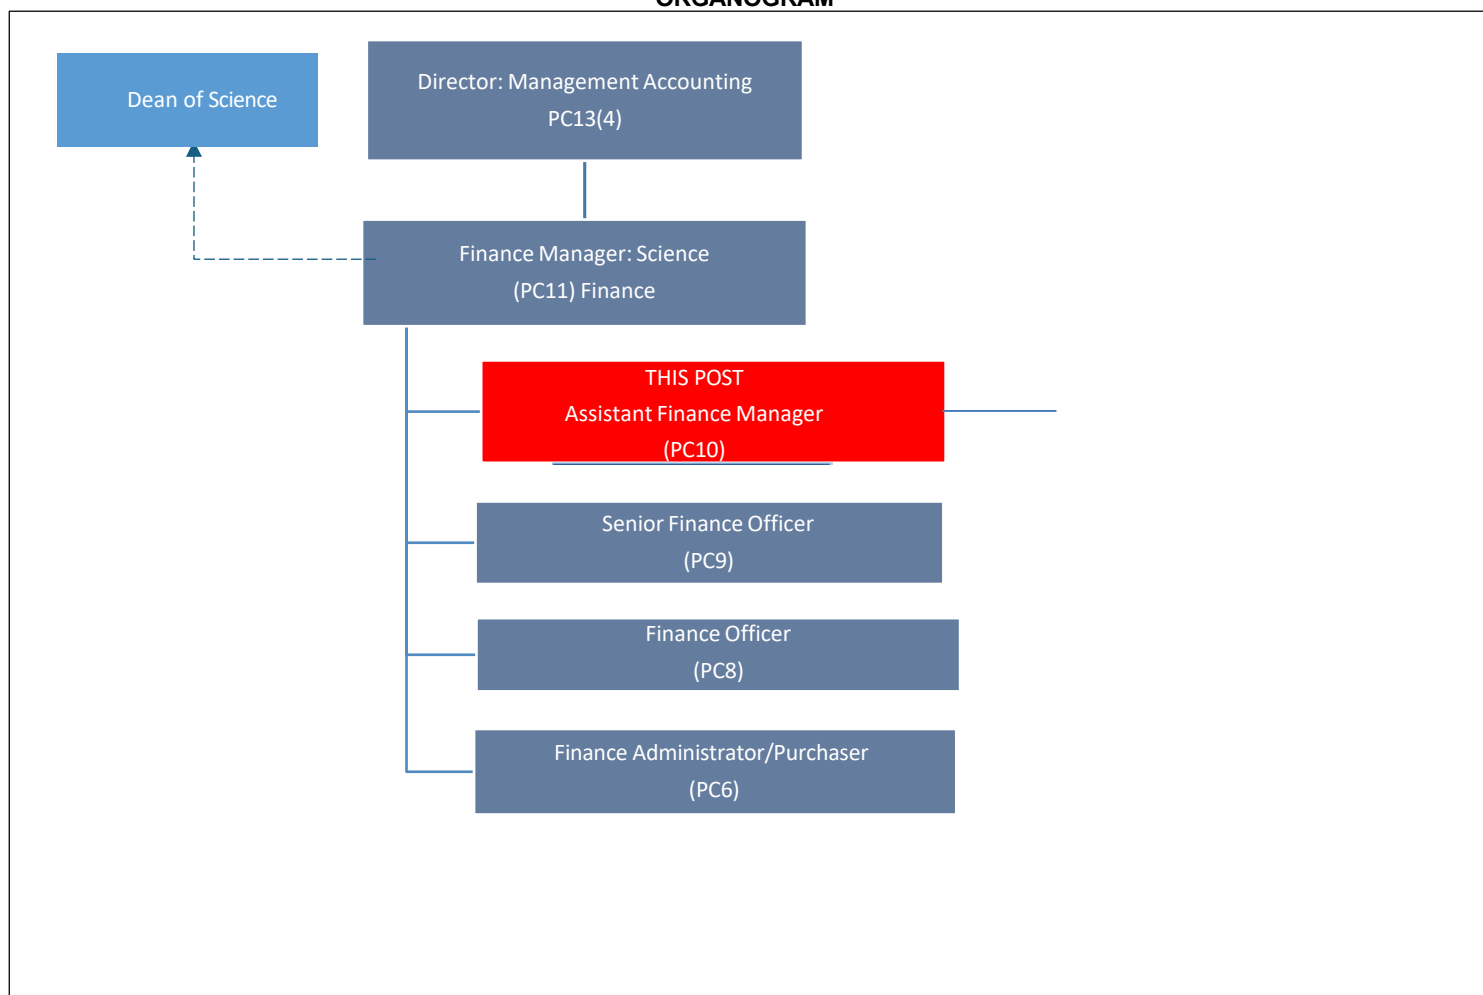 ORGANOGRAM
Dean of Science
Director: Management Accounting
PC13(4)
Finance Manager: Science
(PC11) Finance
THIS POST
Assistant Finance Manager
(PC10)
Senior Finance Officer
(PC9)
Finance Officer
(PC8)
Finance Administrator/Purchaser
(PC6)